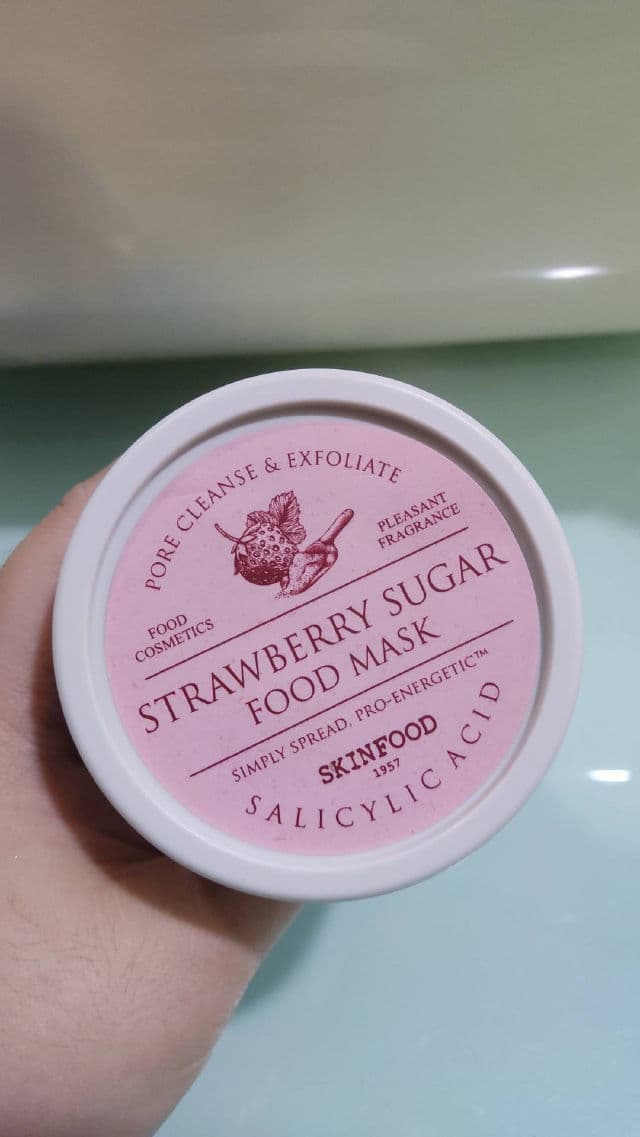 PORE CLEANSE & EXFOLIATE
PLEASANT
FRAGRANCE
FOOD
COSMETICS
STRAWBERRY SUGAR
FOOD MASK
SIMPLY SPREAD, PRO-ENERGETIC™
SKINFOOD
1957
SALICYLIC ACID